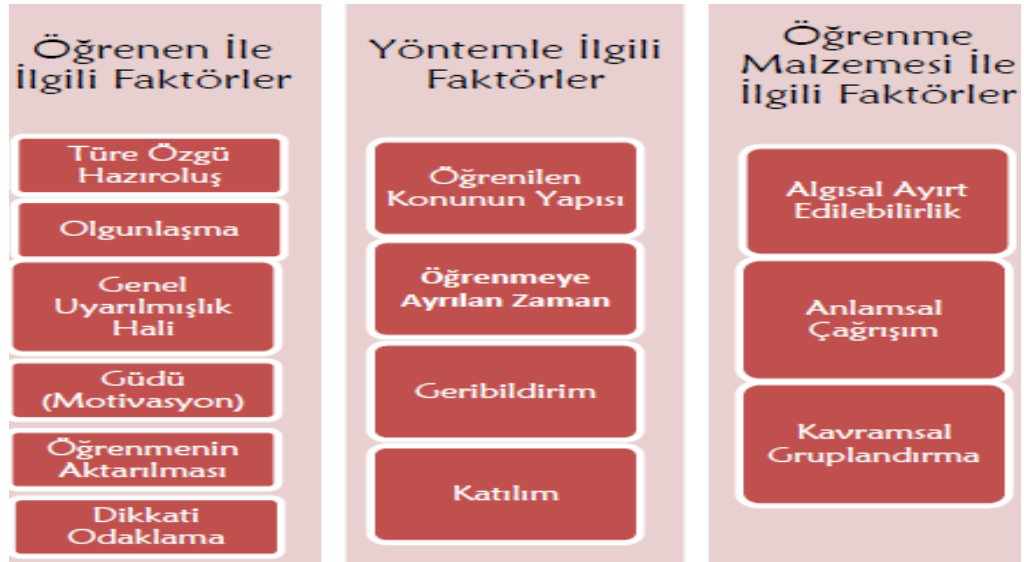 Öğrenen İle
İlgili Faktörler
Türe Özgü
Hazıroluş
Olgunlaşma
Genel
Uyarılmışlık
Hali
Güdü
(Motivasyon)
Öğrenmenin
Aktarılması
Dikkati
Odaklama
Yöntemle İlgili
Faktörler
Öğrenilen
Konunun Yapısı
Öğrenmeye
Ayrılan Zaman
Geribildirim
Katılım
Öğrenme
Malzemesi İle
İlgili Faktörler
Algısal Ayırt
Edilebilirlik
Anlamsal
Çağrışım
Kavramsal
Gruplandırma